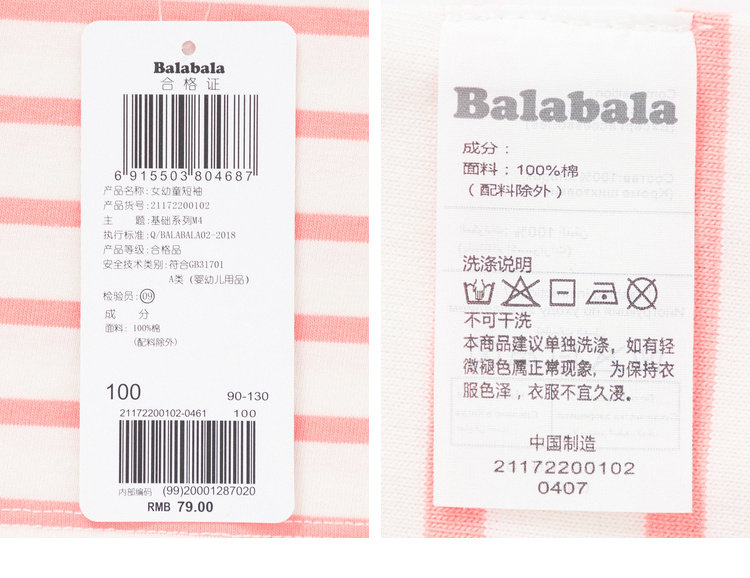 Balabala
合格证
6 915503 804687
产品名称:女幼童短袖
产品货号:21172200102
主 题:基础系列M4
执行标准:Q/BALABALA02-2018
产品等级:合格品
安全技术类别:符合GB31701
A类(婴幼儿用品)
检验员:09
成 分
面料: 100%棉
(配料除外)
100 90-130
21172200102-0461 100
内部编码 (99)20001287020
RMB 79.00
Balabala
成分:
面料:100%棉
(配料除外)
洗涤说明
不可干洗
本商品建议单独洗涤,如有轻
微褪色属正常现象,为保持衣
服色泽,衣服不宜久浸。
中国制造
21172200102
0407